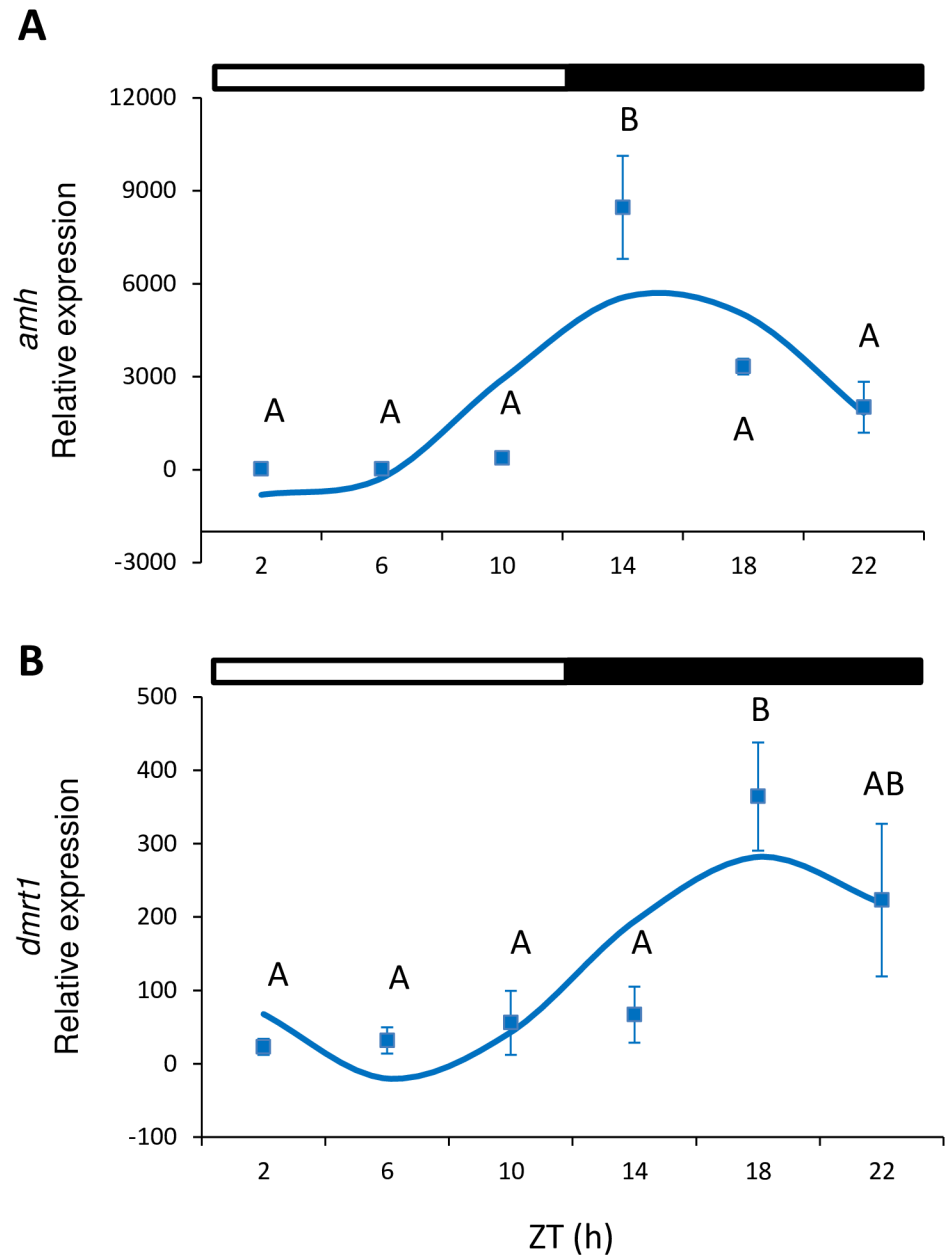 A
12000
9000
6000
3000
0
-3000
amh
Relative expression
A
A
A
B
A
A
2
6
10
14
18
22
B
500
400
300
200
100
0
-100
dmrt1
Relative expression
A
A
A
A
B
AB
2
6
10
14
18
22
ZT (h)